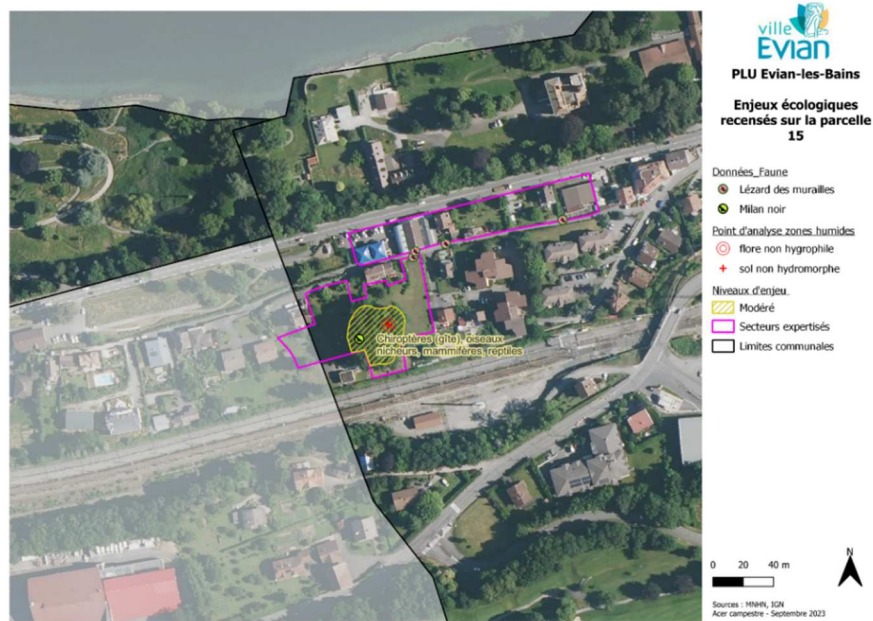 ville
Evian
PLU Evian-les-Bains
Enjeux écologiques
recensés sur la parcelle
15
Données_Faune
Lézard des murailles
Milan noir
Point d'analyse zones humides
flore non hygrophile
sol non hydromorphe
Niveaux d'enjeu
Modéré
Secteurs expertisés
Limites communales
Chiroptères (gîte), oiseaux
nicheurs, mammifères, reptiles
N
0 20 40 m
Sources : MNHN, IGN
Acer campestre - Septembre 2023